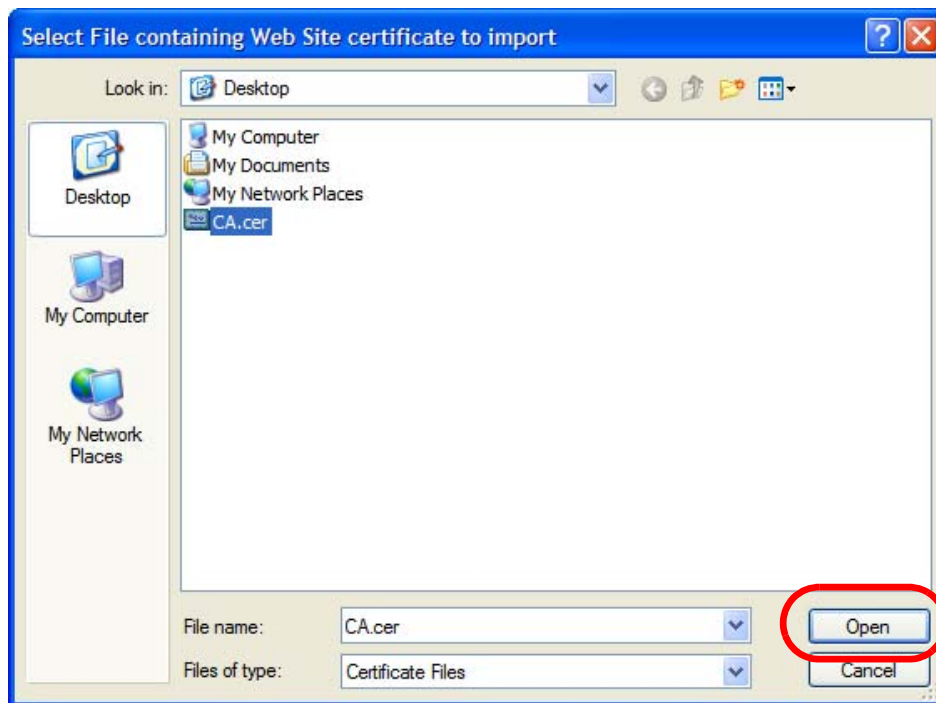 Select File containing Web Site certificate to import
Look in:
Desktop
My Computer
My Documents
My Network Places
CA.cer
Desktop
My Computer
My Network
Places
File name:
CA.cer
Open
Files of type:
Certificate Files
Cancel